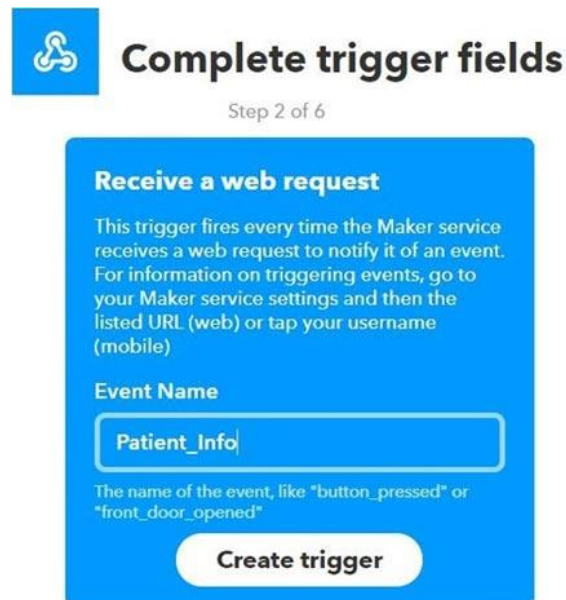 Complete trigger fields
Step 2 of 6
Receive a web request
This trigger fires every time the Maker service
receives a web request to notify it of an event.
For information on triggering events, go to
your Maker service settings and then the
listed URL (web) or tap your username
(mobile)
Event Name
Patient_Info
The name of the event, like "button_pressed" or
"front_door_opened"
Create trigger